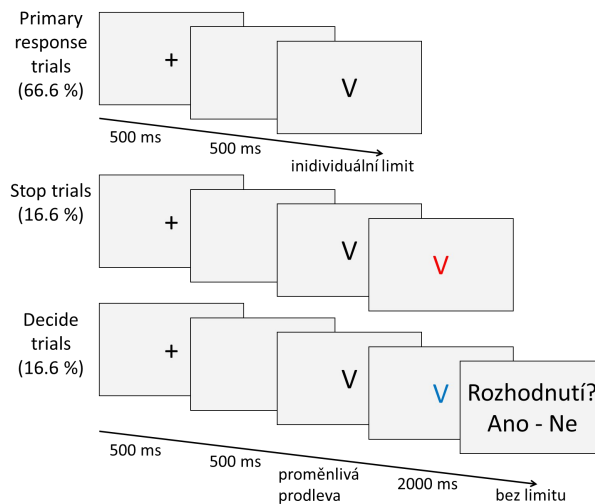 Primary
response
trials
(66.6 %)
+
V
500 ms
500 ms
inidividuální limit
Stop trials
(16.6 %)
+
V
V
Decide
trials
(16.6 %)
+
V
V
Rozhodnutí?
Ano - Ne
500 ms
500 ms
proměnlivá
prodleva
2000 ms
bez limitu